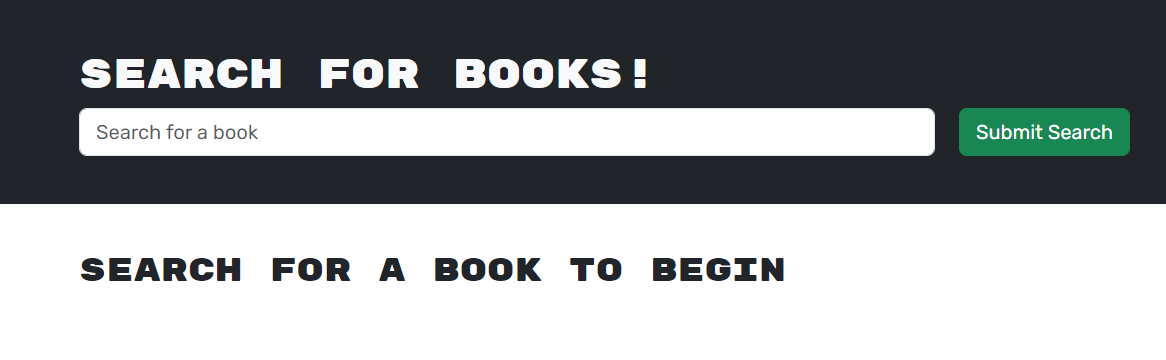 SEARCH FOR BOOKS!
Search for a book
Submit Search
SEARCH FOR A BOOK TO BEGIN